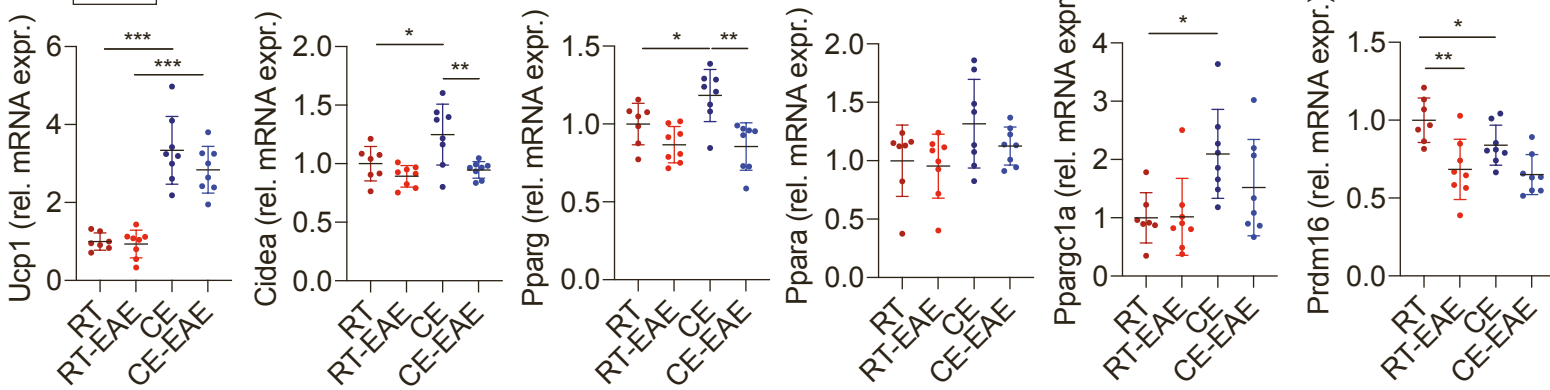 Ucp1 (rel. mRNA expr.)
6
4
2
0
***
***
RT
RT-EAE
CE
CE-EAE
Cidea (rel. mRNA expr.)
2.0
1.5
1.0
0.5
0.0
*
**
RT
RT-EAE
CE
CE-EAE
Pparg (rel. mRNA expr.)
1.5
1.0
0.5
0.0
*
**
RT
RT-EAE
CE
CE-EAE
Ppara (rel. mRNA expr.)
2.0
1.5
1.0
0.5
0.0
RT
RT-EAE
CE
CE-EAE
Ppargc1a (rel. mRNA expr
4
3
2
1
0
*
RT
RT-EAE
CE
CE-EAE
Prdm16 (rel. mRNA expr.)
1.5
1.0
0.5
0.0
*
**
RT
RT-EAE
CE
CE-EAE